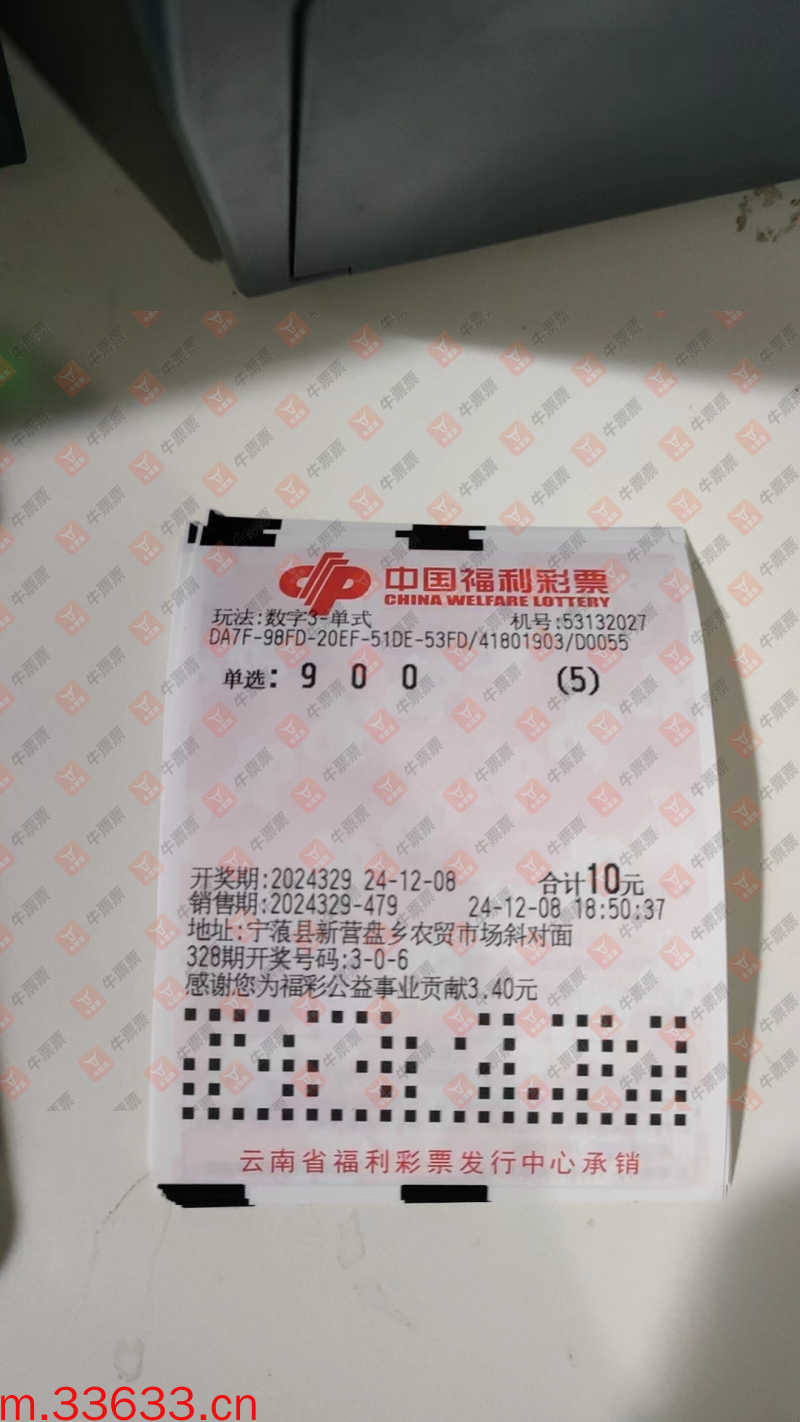 中国福利彩票
CHINA WELFARE LOTTERY
玩法:数字3-单式 机号:53132027
DA7F-98FD-20EF-51DE-53FD/41801903/D0055
单选: 9 0 0 (5)
开奖期:2024329 24-12-08 合计10元
销售期:2024329-479 24-12-08 18:50:37
地址:宁蒗县新营盘乡农贸市场斜对面
328期开奖号码:3-0-6
感谢您为福彩公益事业贡献3.40元
云南省福利彩票发行中心承销
牛票票
m.33633.cn